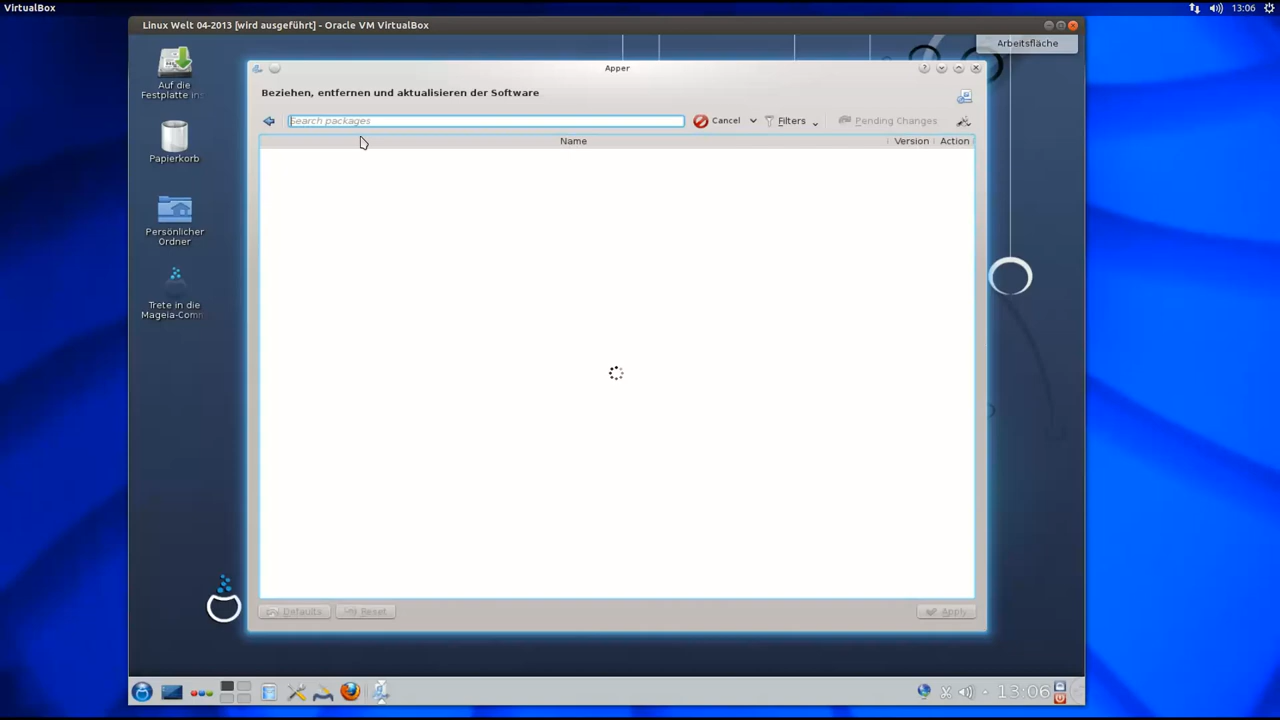 VirtualBox
13:06
Linux Welt 04-2013 [wird ausgeführt] - Oracle VM VirtualBox
Arbeitsfläche
Auf die
Festplatte ins
Papierkorb
Persönlicher
Ordner
Trete in die
Mageia-Comm
Apper
Beziehen, entfernen und aktualisieren der Software
Search packages
Cancel
Filters
Pending Changes
Name
Version
Action
Defaults
Reset
Apply
13:06